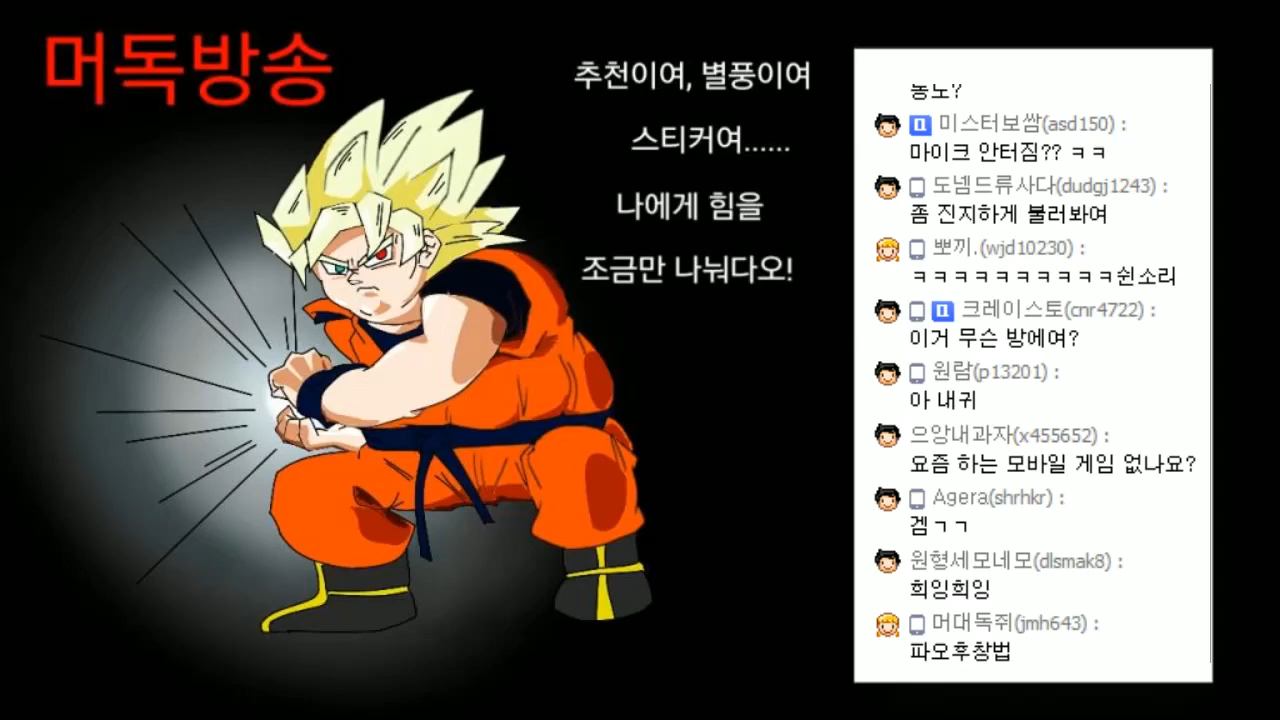 머독방송
추천이여, 별풍이여
스티커여......
나에게 힘을
조금만 나눠다오!
미스터보쌈(asd150) :
마이크 안터짐?? ㅋㅋ
도넴드류사다(dudgj1243) :
좀 진지하게 불러봐여
뽀끼.(wjd10230) :
ㅋㅋㅋㅋㅋㅋㅋㅋㅋㅋ쉰소리
크레이스토(cnr4722) :
이거 무슨 방에여?
원람(p13201) :
아 내귀
으앙내과자(x455652) :
요즘 하는 모바일 게임 없나요?
Agera(shrhkr) :
겜ㄱㄱ
원형세모네모(dlsmak8) :
희잉희잉
머대독쥐(jmh643) :
파오후창법